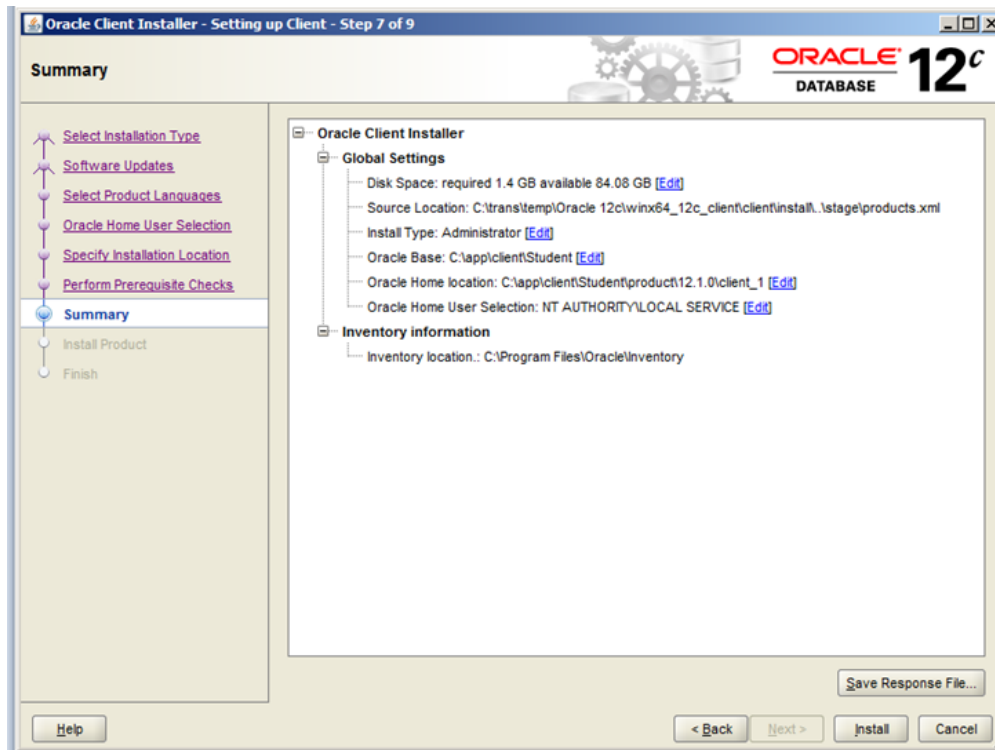 Oracle Client Installer - Setting up Client - Step 7 of 9
Summary
ORACLE
DATABASE
12c
Select Installation Type
Software Updates
Select Product Languages
Oracle Home User Selection
Specify Installation Location
Perform Prerequisite Checks
Summary
Install Product
Finish
Oracle Client Installer
Global Settings
Disk Space: required 1.4 GB available 84.08 GB [Edit]
Source Location: C:\trans\temp\Oracle 12c\winx64_12c_client\client\install\..\stage\products.xml
Install Type: Administrator [Edit]
Oracle Base: C:\app\client\Student [Edit]
Oracle Home location: C:\app\client\Student\product\12.1.0\client_1 [Edit]
Oracle Home User Selection: NT AUTHORITY\LOCAL SERVICE [Edit]
Inventory information
Inventory location.: C:\Program Files\Oracle\Inventory
Save Response File...
Help
< Back
Next >
Install
Cancel